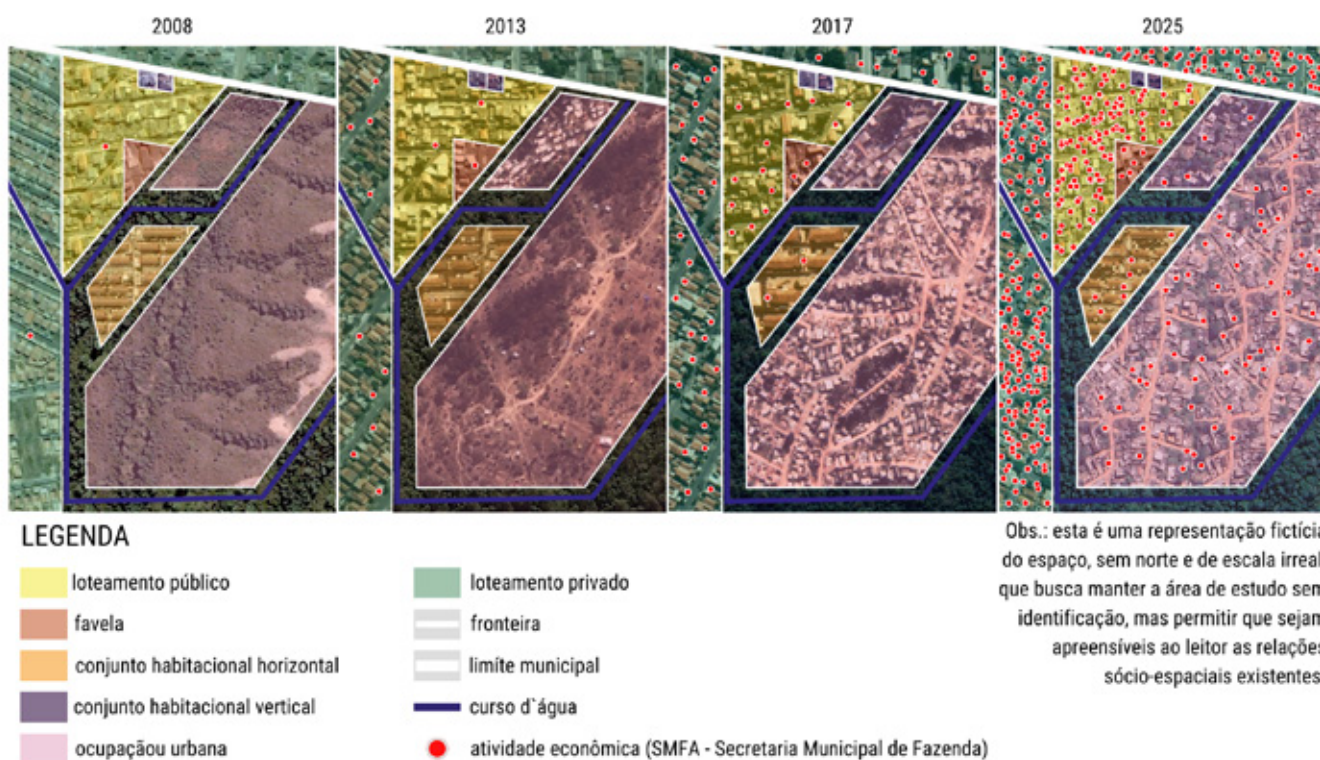 2008
2013
2017
2025
LEGENDA
loteamento público
favela
conjunto habitacional horizontal
conjunto habitacional vertical
ocupaçãou urbana
loteamento privado
fronteira
limíte municipal
curso d`água
atividade econômica (SMFA - Secretaria Municipal de Fazenda)
Obs.: esta é uma representação fictícia
do espaço, sem norte e de escala irreal
que busca manter a área de estudo sem
identificação, mas permitir que sejam
apreensíveis ao leitor as relações
sócio-espaciais existentes